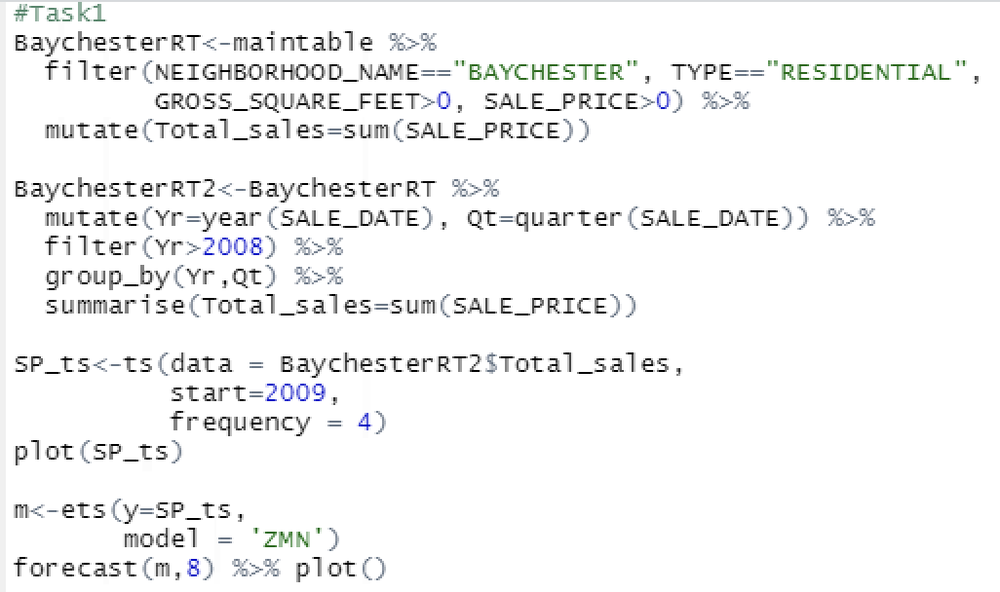 #Task1
BaychesterRT<-maintable %>%
  filter(NEIGHBORHOOD_NAME=="BAYCHESTER", TYPE=="RESIDENTIAL",
         GROSS_SQUARE_FEET>0, SALE_PRICE>0) %>%
  mutate(Total_sales=sum(SALE_PRICE))

BaychesterRT2<-BaychesterRT %>%
  mutate(Yr=year(SALE_DATE), Qt=quarter(SALE_DATE)) %>%
  filter(Yr>2008) %>%
  group_by(Yr,Qt) %>%
  summarise(Total_sales=sum(SALE_PRICE))

SP_ts<-ts(data = BaychesterRT2$Total_sales,
          start=2009,
          frequency = 4)
plot(SP_ts)

m<-ets(y=SP_ts,
       model = 'ZMN')
forecast(m,8) %>% plot()